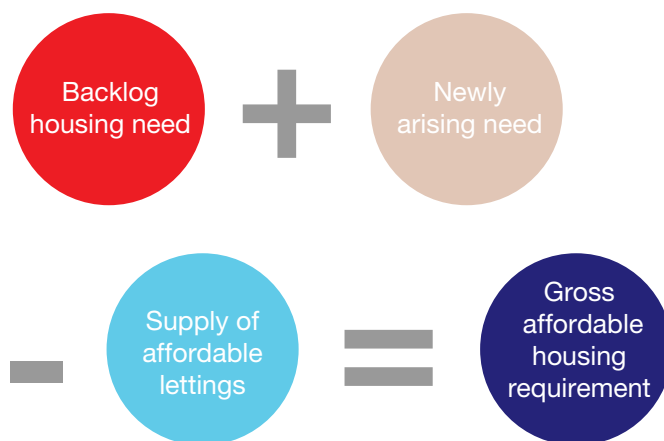 Backlog
housing need
+
Newly
arising need
-
Supply of
affordable
lettings
=
Gross
affordable
housing
requirement